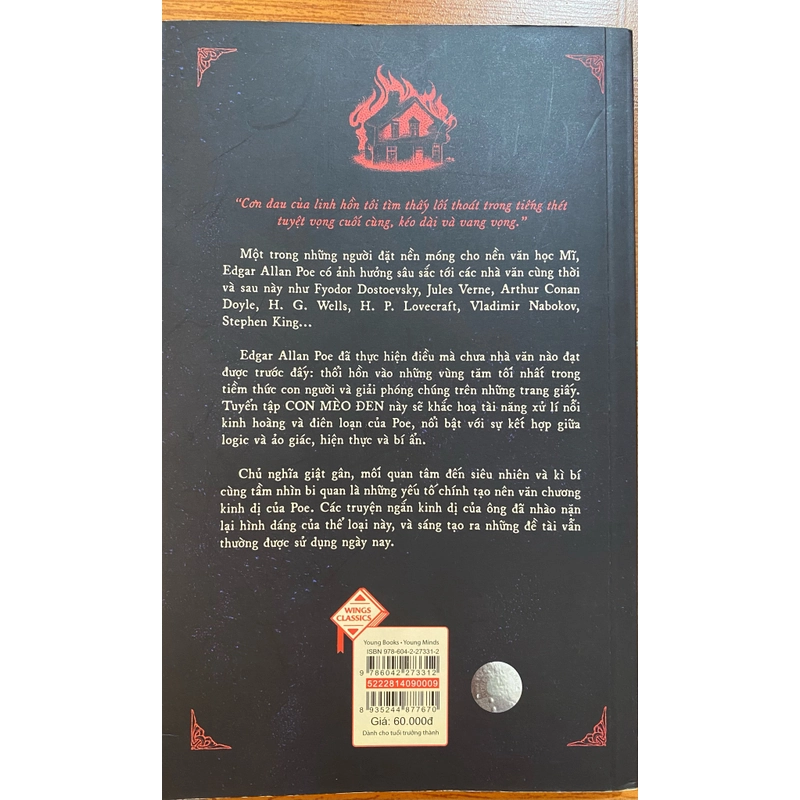 “Cơn đau của linh hồn tôi tìm thấy lối thoát trong tiếng thét
tuyệt vọng cuối cùng, kéo dài và vang vọng.”
Một trong những người đặt nền móng cho nền văn học Mĩ,
Edgar Allan Poe có ảnh hưởng sâu sắc tới các nhà văn cùng thời
và sau này như Fyodor Dostoevsky, Jules Verne, Arthur Conan
Doyle, H. G. Wells, H. P. Lovecraft, Vladimir Nabokov,
Stephen King...
Edgar Allan Poe đã thực hiện điều mà chưa nhà văn nào đạt
được trước đấy: thổi hồn vào những vùng tăm tối nhất trong
tiềm thức con người và giải phóng chúng trên những trang giấy.
Tuyển tập CON MÈO ĐEN này sẽ khắc hoạ tài năng xử lí nỗi
kinh hoàng và điên loạn của Poe, nổi bật với sự kết hợp giữa
logic và ảo giác, hiện thực và bí ẩn.
Chủ nghĩa giật gân, mối quan tâm đến siêu nhiên và kì bí
cùng tầm nhìn bi quan là những yếu tố chính tạo nên văn chương
kinh dị của Poe. Các truyện ngắn kinh dị của ông đã nhào nặn
lại hình dáng của thể loại này, và sáng tạo ra những đề tài vẫn
thường được sử dụng ngày nay.
WINGS
CLASSICS
Young Books • Young Minds
ISBN 978-604-2-27331-2
9 786042 273312
5222814090009
8 935244 877670
Giá: 60.000đ
Dành cho tuổi trưởng thành